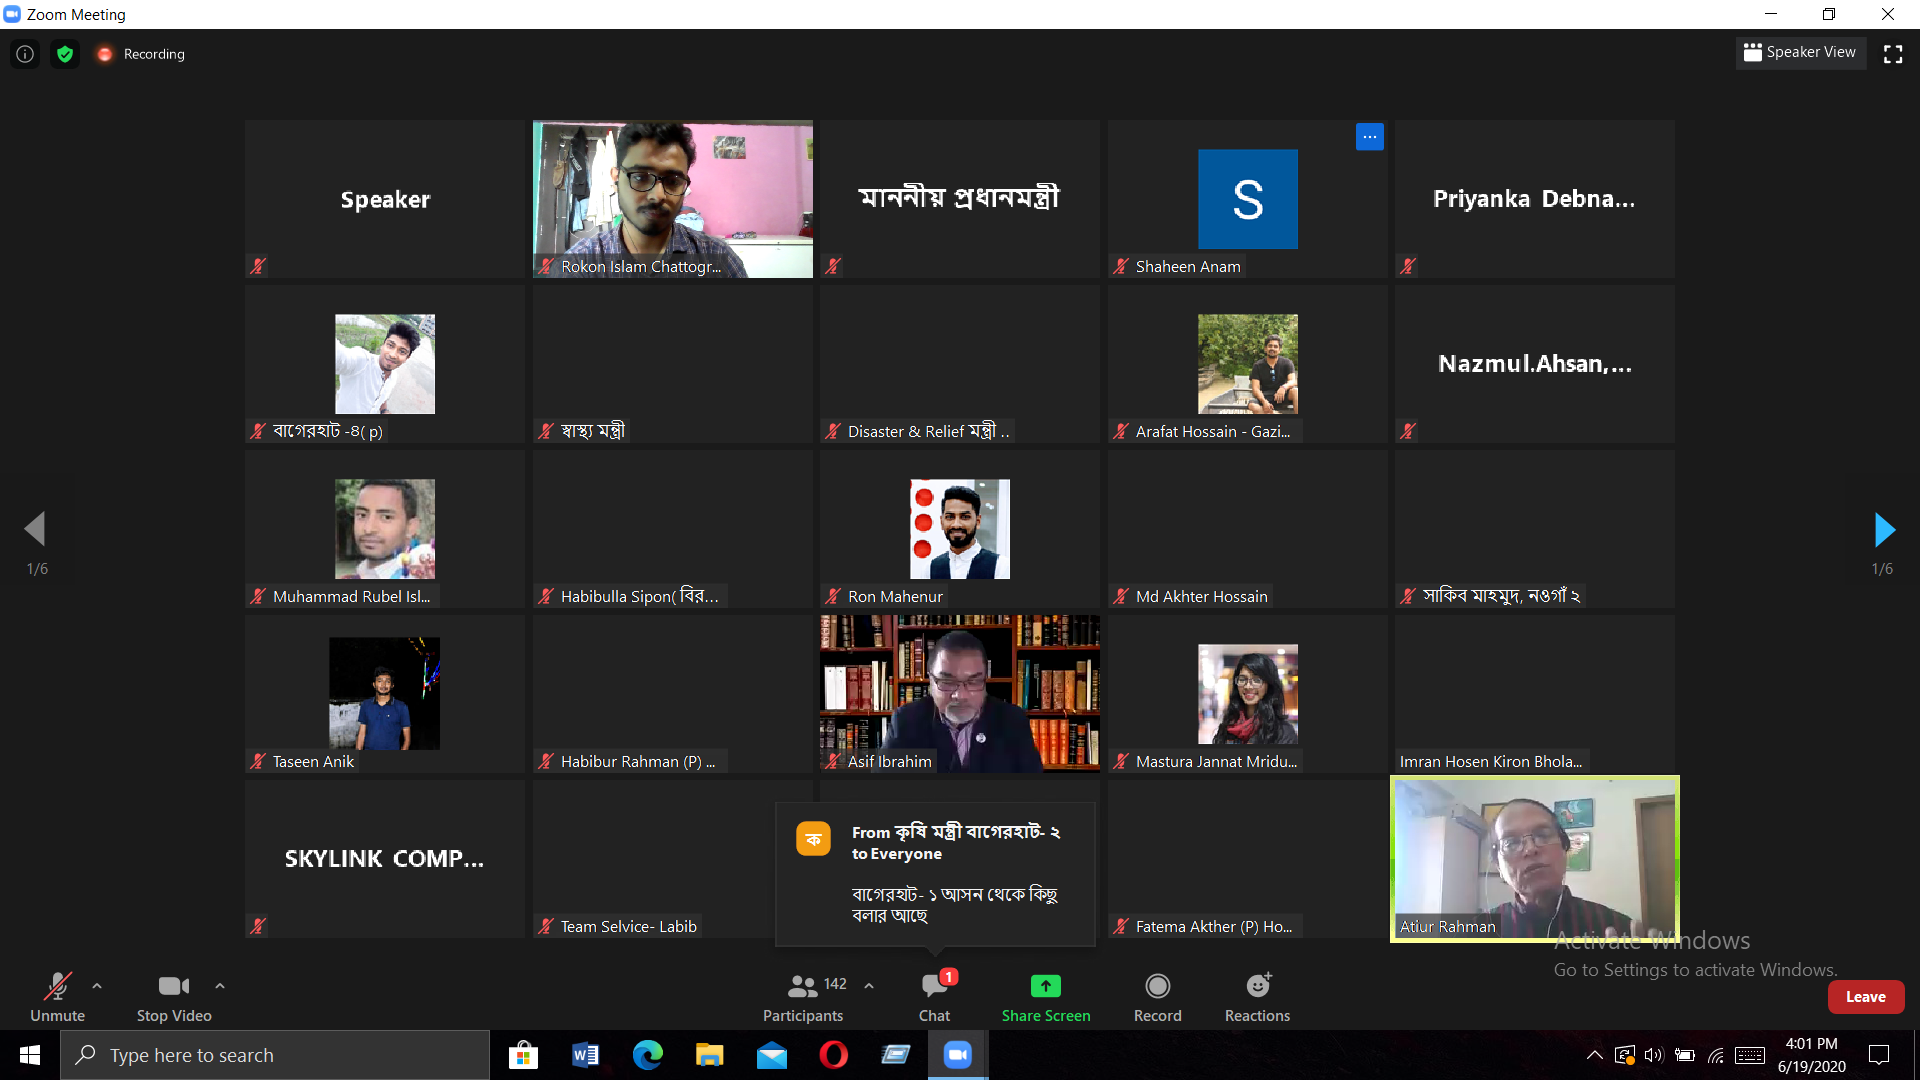 Zoom Meeting
Recording
Speaker View
Speaker
Rokon Islam Chattogr...
মাননীয় প্রধানমন্ত্রী
S
Shaheen Anam
Priyanka Debna...
বাগেরহাট -8( p)
স্বাস্থ্য মন্ত্রী
Disaster & Relief মন্ত্রী ..
Arafat Hossain - Gazi...
Nazmul.Ahsan,...
Muhammad Rubel Isl...
Habibulla Sipon( বির...
Ron Mahenur
Md Akhter Hossain
সাকিব মাহমুদ, নওগাঁ ২
1/6
1/6
Taseen Anik
Habibur Rahman (P) ...
Asif Ibrahim
Mastura Jannat Mridu...
Imran Hosen Kiron Bhola...
SKYLINK COMP...
Team Selvice- Labib
ক
From কৃষি মন্ত্রী বাগেরহাট- ২
to Everyone
বাগেরহাট- ১ আসন থেকে কিছু
বলার আছে
Fatema Akther (P) Ho...
Atiur Rahman
Activate Windows
Go to Settings to activate Windows.
Unmute
Stop Video
142
Participants
1
Chat
Share Screen
Record
Reactions
Leave
Type here to search
4:01 PM
6/19/2020